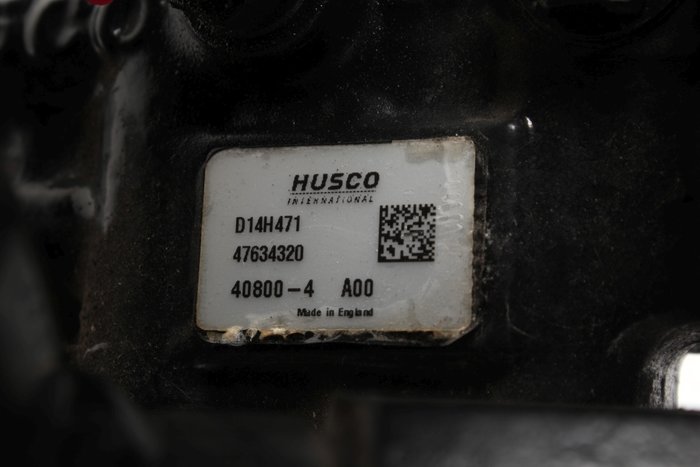 HUSCO
INTERNATIONAL
D14H471
47634320
40800-4 A00
Made in England